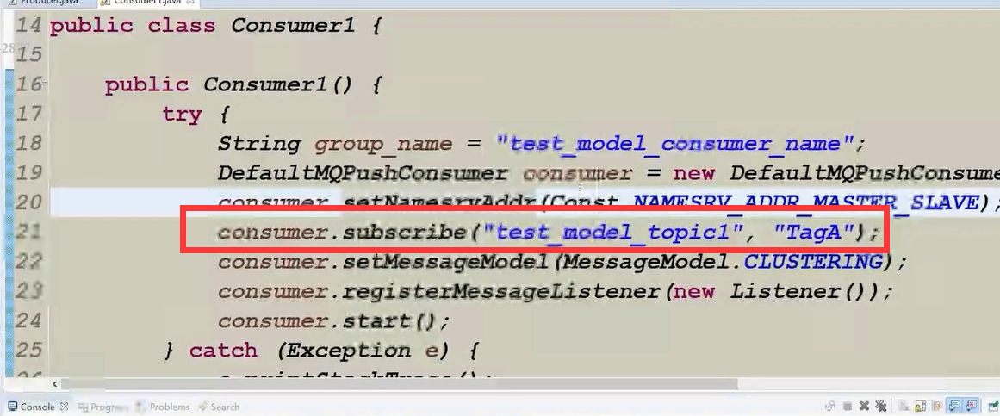 Producer.java Consumer1.java
14 public class Consumer1 {
15
16 public Consumer1() {
17 try {
18 String group_name = "test_model_consumer_name";
19 DefaultMQPushConsumer consumer = new DefaultMQPushConsume
20 consumer.setNamesrvAddr(Const.NAMESRV_ADDR_MASTER_SLAVE);
21 consumer.subscribe("test_model_topic1", "TagA");
22 consumer.setMessageModel(MessageModel.CLUSTERING);
23 consumer.registerMessageListener(new Listener());
24 consumer.start();
25 } catch (Exception e) {
26 e.printStackTrace();
Console Progress Problems Search